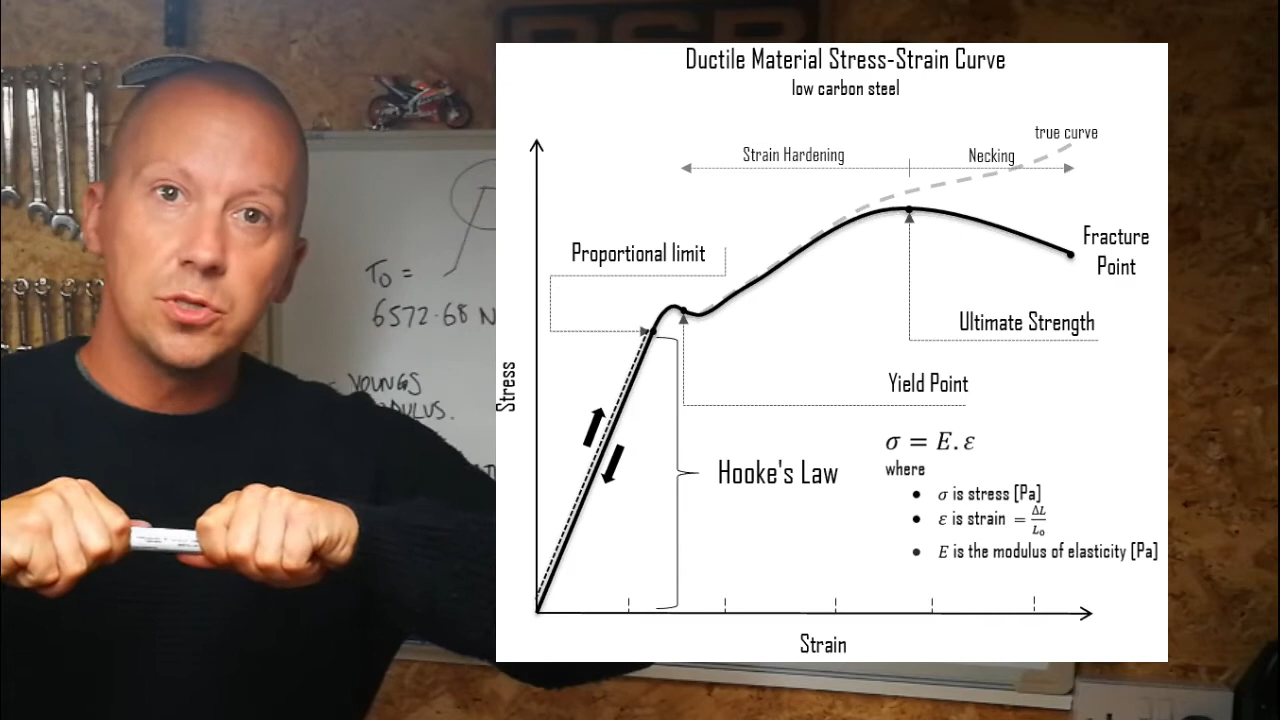 Ductile Material Stress-Strain Curve
low carbon steel
true curve
Strain Hardening
Necking
Proportional limit
Fracture
Point
Ultimate Strength
Yield Point
Stress
Hooke's Law
σ = E.ε
where
● σ is stress [Pa]
● ε is strain = ΔL/L₀
● E is the modulus of elasticity [Pa]
Strain
T0 =
6572.68 N
YOUNGS